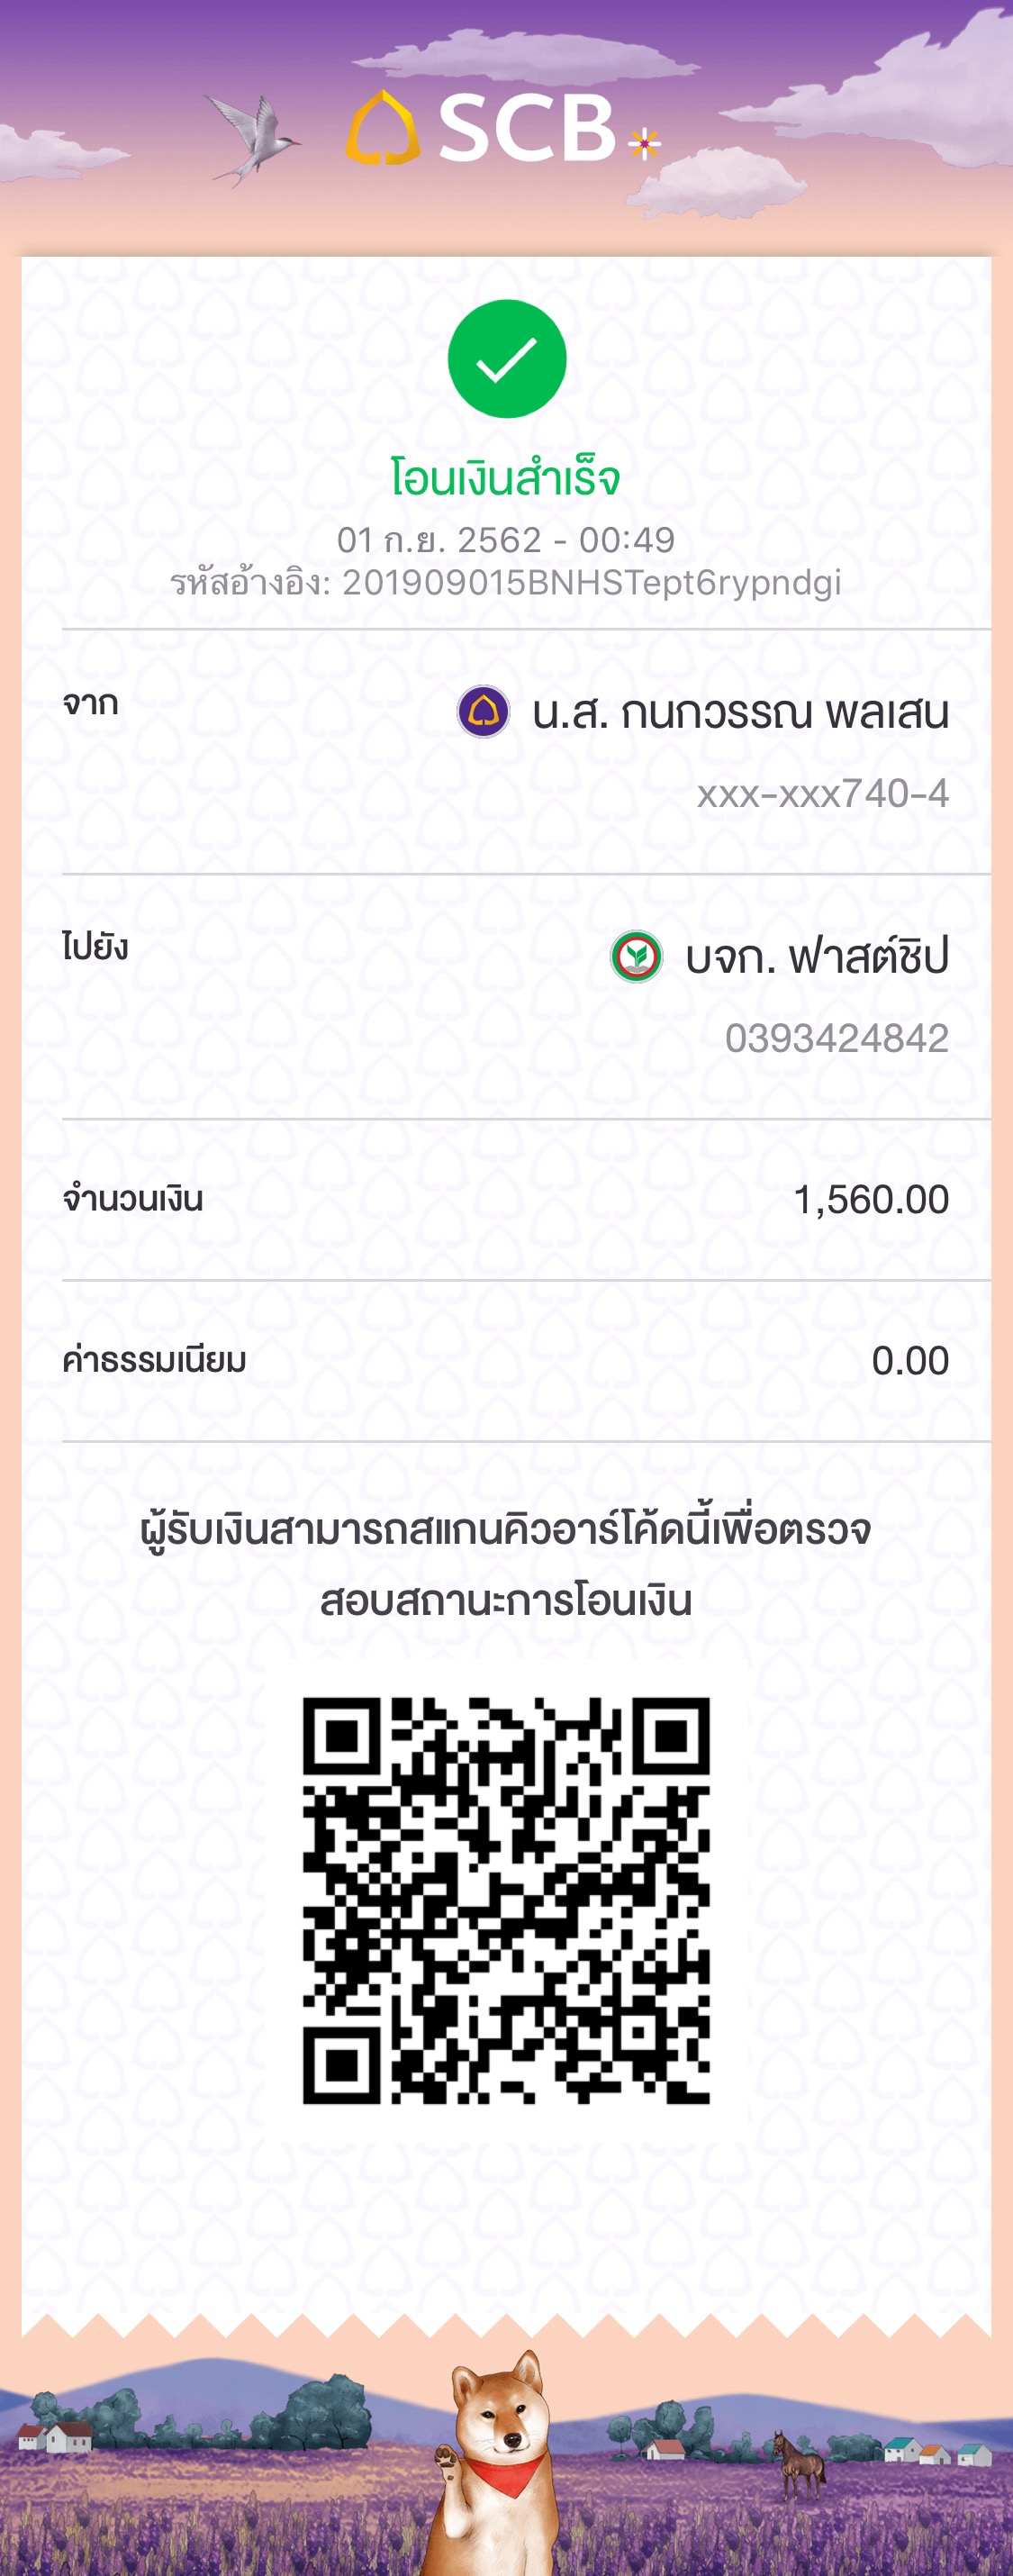 SCB
โอนเงินสำเร็จ
01 ก.ย. 2562 - 00:49
รหัสอ้างอิง: 201909015BNHSTept6rypndgi
จาก
น.ส. กนกวรรณ พลเสน
xxx-xxx740-4
ไปยัง
บจก. ฟาสต์ชิป
0393424842
จำนวนเงิน
1,560.00
ค่าธรรมเนียม
0.00
ผู้รับเงินสามารถสแกนคิวอาร์โค้ดนี้เพื่อตรวจ
สอบสถานะการโอนเงิน